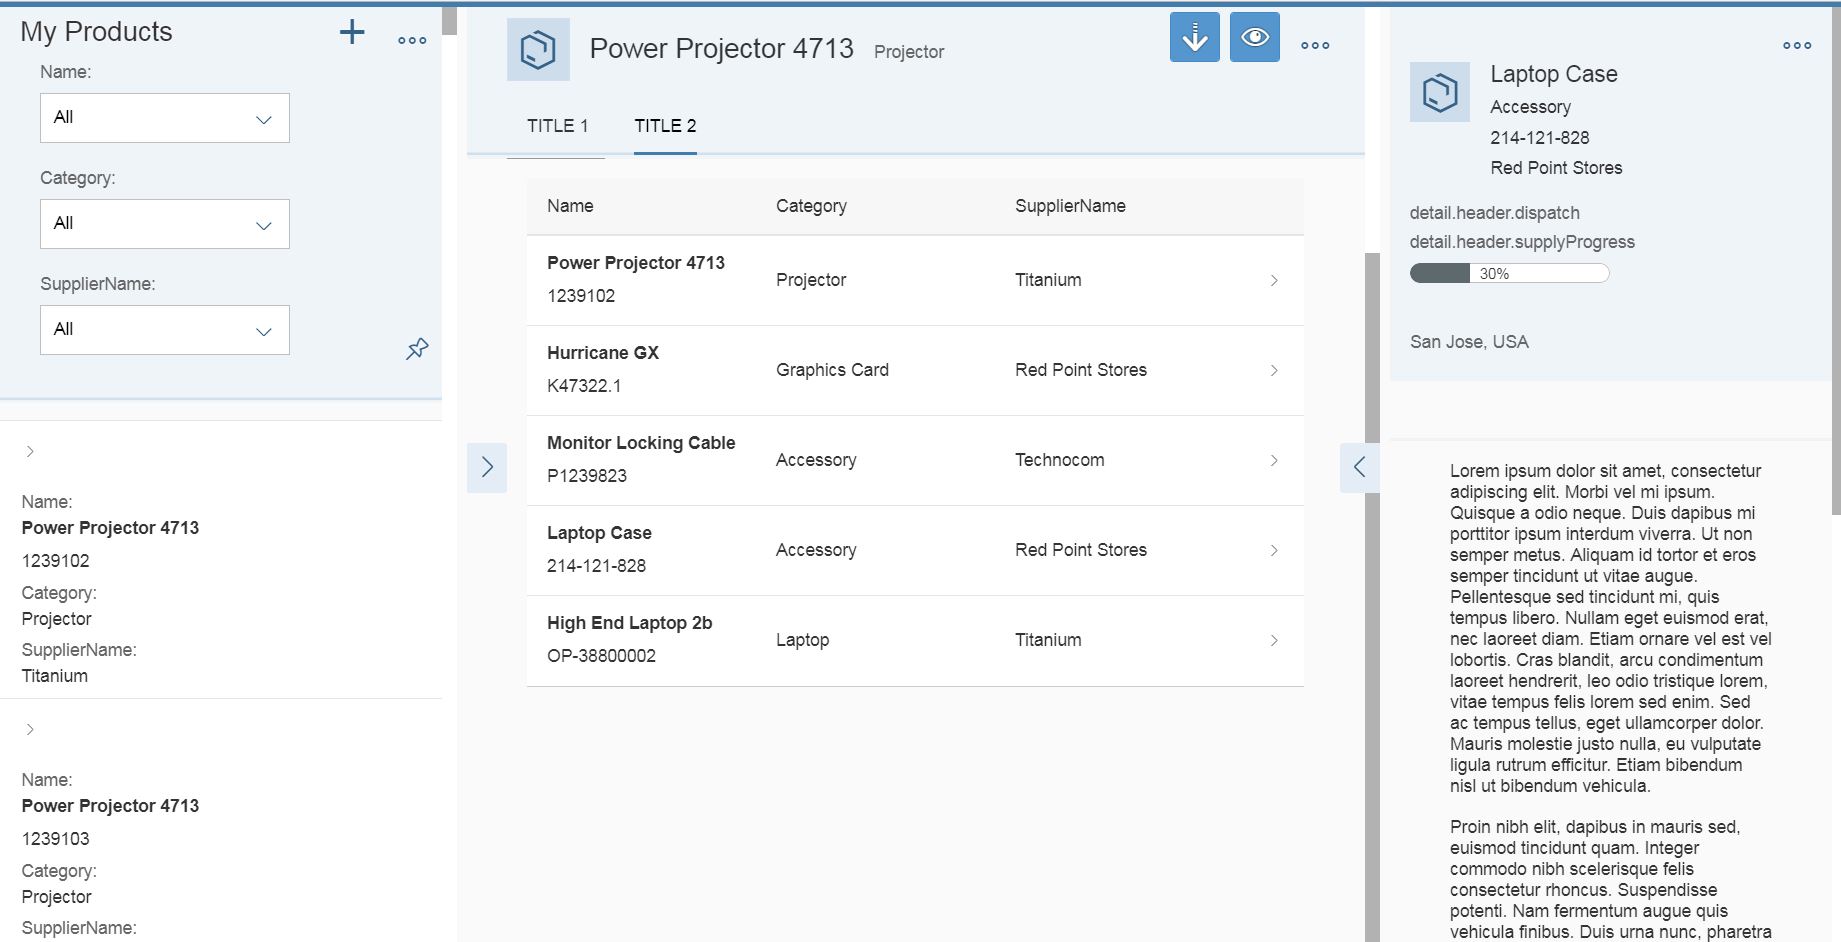 My Products
Name:
All
Category:
All
SupplierName:
All
Name:
Power Projector 4713
1239102
Category:
Projector
SupplierName:
Titanium
Name:
Power Projector 4713
1239103
Category:
Projector
SupplierName:
Power Projector 4713 Projector
TITLE 1 TITLE 2
Name Category SupplierName
Power Projector 4713
1239102
Projector
Titanium
Hurricane GX
K47322.1
Graphics Card
Red Point Stores
Monitor Locking Cable
P1239823
Accessory
Technocom
Laptop Case
214-121-828
Accessory
Red Point Stores
High End Laptop 2b
OP-38800002
Laptop
Titanium
Laptop Case
Accessory
214-121-828
Red Point Stores
detail.header.dispatch
detail.header.supplyProgress
30%
San Jose, USA
Lorem ipsum dolor sit amet, consectetur
adipiscing elit. Morbi vel mi ipsum.
Quisque a odio neque. Duis dapibus mi
porttitor ipsum interdum viverra. Ut non
semper metus. Aliquam id tortor et eros
semper tincidunt ut vitae augue.
Pellentesque sed tincidunt mi, quis
tempus libero. Nullam eget euismod erat,
nec laoreet diam. Etiam ornare vel est vel
lobortis. Cras blandit, arcu condimentum
laoreet hendrerit, leo odio tristique lorem,
vitae tempus felis lorem sed enim. Sed
ac tempus tellus, eget ullamcorper dolor.
Mauris molestie justo nulla, eu vulputate
ligula rutrum efficitur. Etiam bibendum
nisl ut bibendum vehicula.
Proin nibh elit, dapibus in mauris sed,
euismod tincidunt quam. Integer
commodo nibh scelerisque felis
consectetur rhoncus. Suspendisse
potenti. Nam fermentum augue quis
vehicula finibus. Duis urna nunc, pharetra